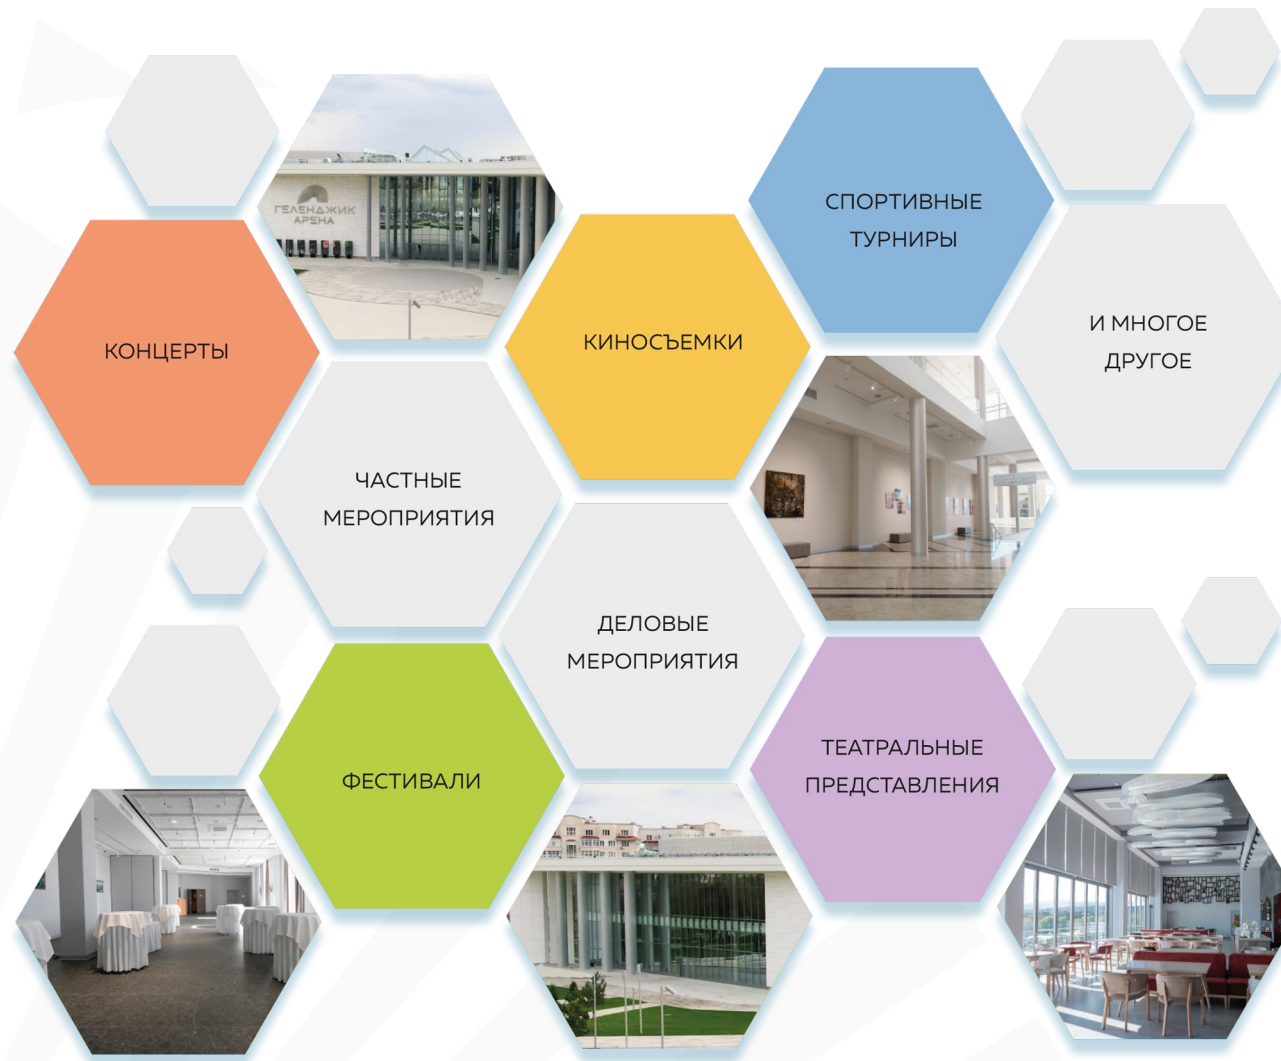 ГЕЛЕНДЖИК
АРЕНА
СПОРТИВНЫЕ
ТУРНИРЫ
КОНЦЕРТЫ
КИНОСЪЕМКИ
И МНОГОЕ
ДРУГОЕ
ЧАСТНЫЕ
МЕРОПРИЯТИЯ
ДЕЛОВЫЕ
МЕРОПРИЯТИЯ
ФЕСТИВАЛИ
ТЕАТРАЛЬНЫЕ
ПРЕДСТАВЛЕНИЯ